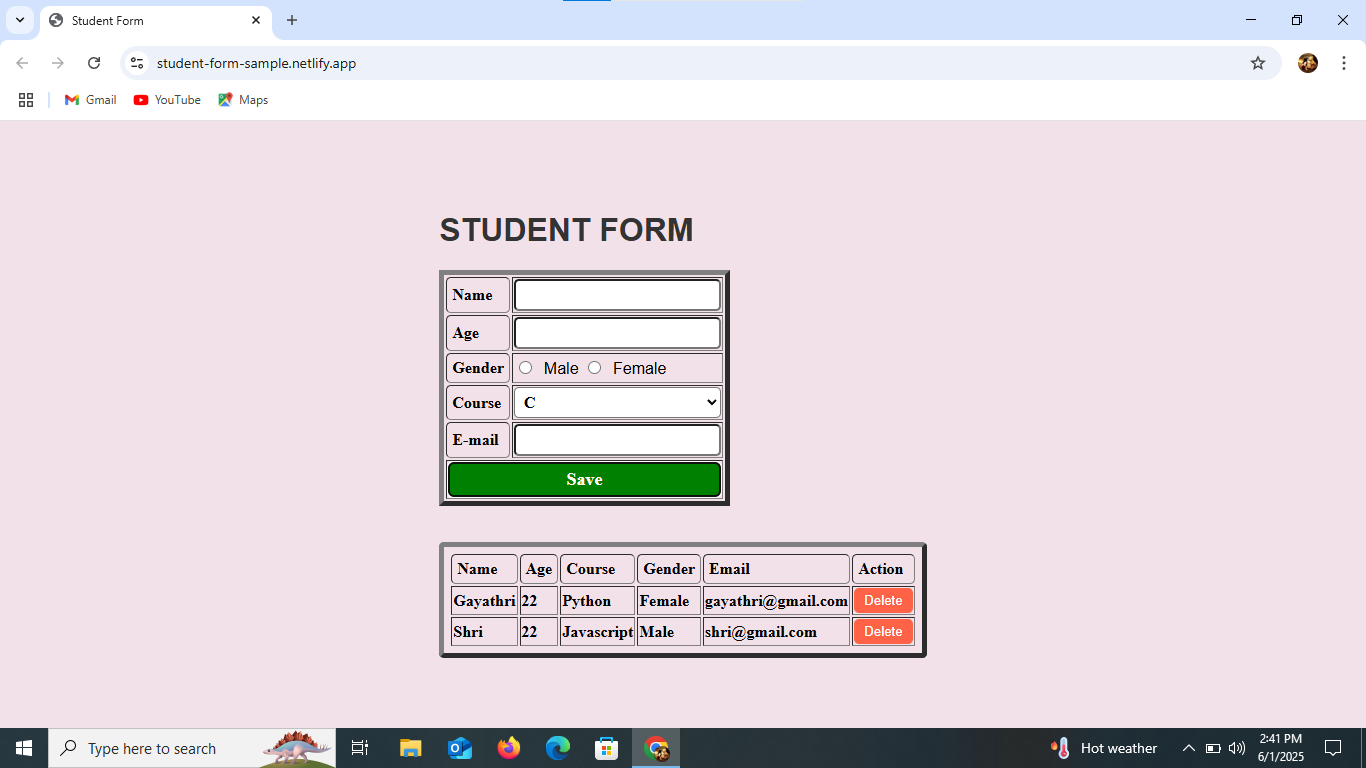 Student Form
student-form-sample.netlify.app
Gmail YouTube Maps
STUDENT FORM
Name
Age
Gender Male Female
Course C
E-mail
Save
Name Age Course Gender Email Action
Gayathri 22 Python Female gayathri@gmail.com Delete
Shri 22 Javascript Male shri@gmail.com Delete
Type here to search
Hot weather
2:41 PM
6/1/2025